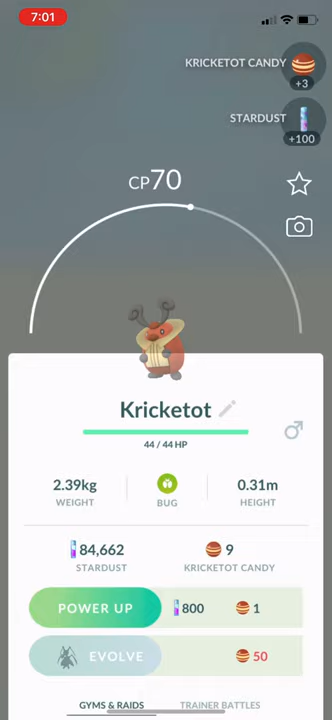 7:01
KRICKETOT CANDY
+3
STARDUST
+100
CP70
Kricketot
44 / 44 HP
2.39kg
WEIGHT
BUG
0.31m
HEIGHT
84,662
STARDUST
9
KRICKETOT CANDY
POWER UP 800 1
EVOLVE 50
GYMS & RAIDS TRAINER BATTLES